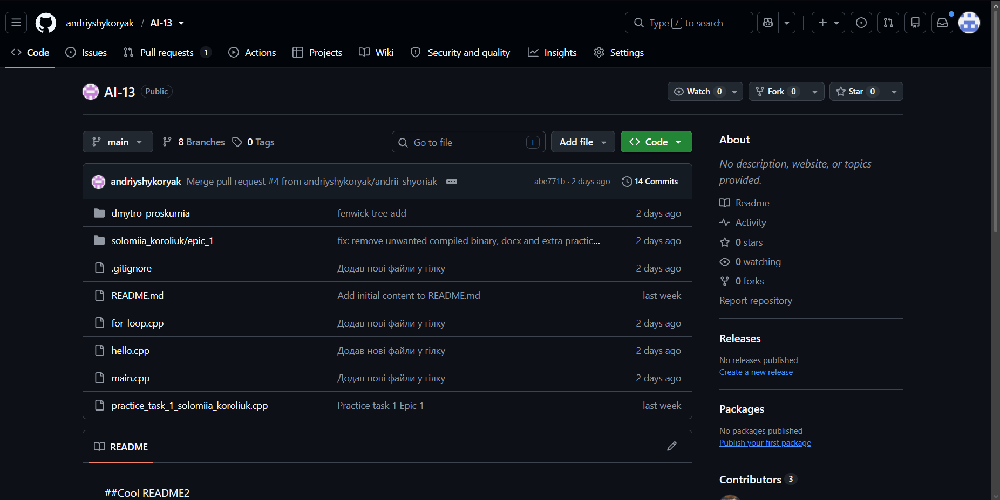 andriyshykoryak / AI-13
Type / to search
Code Issues Pull requests 1 Actions Projects Wiki Security and quality Insights Settings
AI-13 Public
Watch 0 Fork 0 Star 0
main 8 Branches 0 Tags Go to file T Add file Code
andriyshykoryak Merge pull request #4 from andriyshykoryak/andrii_shyoriak abe771b · 2 days ago 14 Commits
dmytro_proskurnia fenwick tree add 2 days ago
solomiia_koroliuk/epic_1 fix: remove unwanted compiled binary, docx and extra practic... 2 days ago
.gitignore Додав нові файли у гілку 2 days ago
README.md Add initial content to README.md last week
for_loop.cpp Додав нові файли у гілку 2 days ago
hello.cpp Додав нові файли у гілку 2 days ago
main.cpp Додав нові файли у гілку 2 days ago
practice_task_1_solomiia_koroliuk.cpp Practice task 1 Epic 1 last week
README
##Cool README2
About
No description, website, or topics
provided.
Readme
Activity
0 stars
0 watching
0 forks
Report repository
Releases
No releases published
Create a new release
Packages
No packages published
Publish your first package
Contributors 3